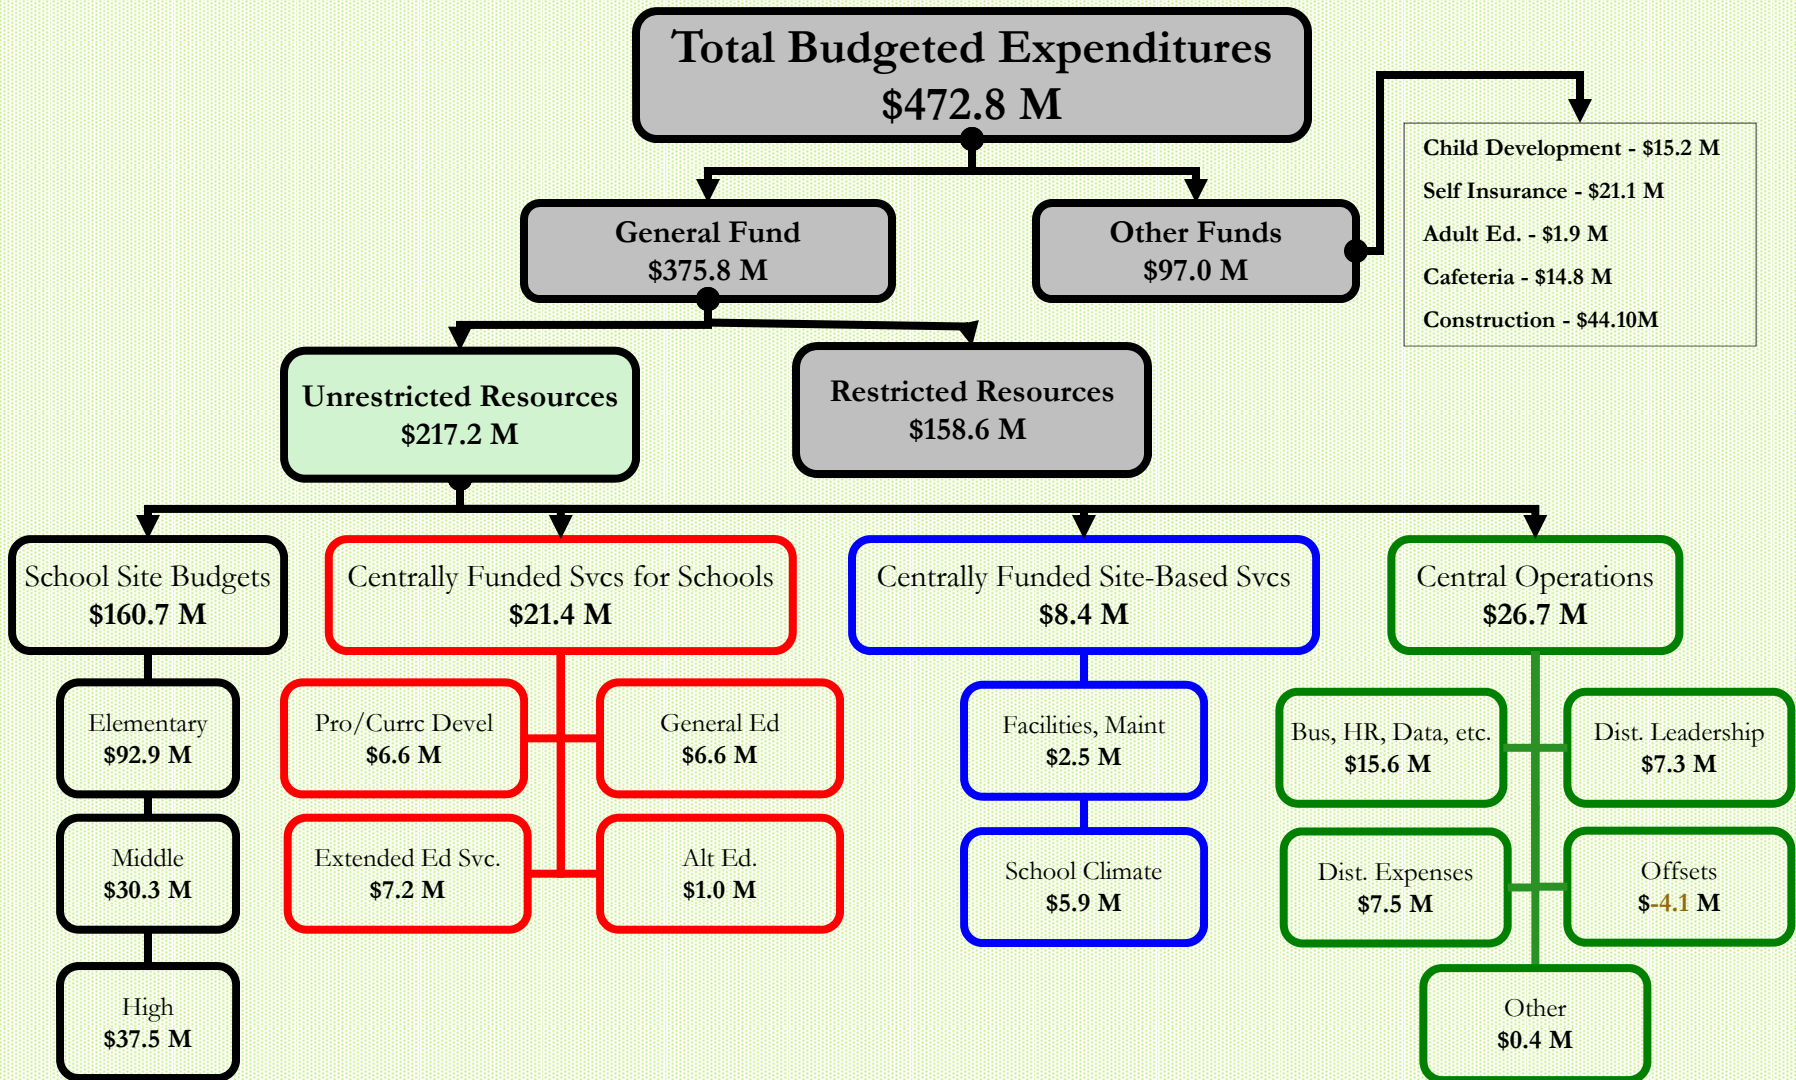 Total Budgeted Expenditures
$472.8 M
Child Development - $15.2 M
Self Insurance - $21.1 M
Adult Ed. - $1.9 M
Cafeteria - $14.8 M
Construction - $44.10M
General Fund
$375.8 M
Other Funds
$97.0 M
Unrestricted Resources
$217.2 M
Restricted Resources
$158.6 M
School Site Budgets
$160.7 M
Centrally Funded Svcs for Schools
$21.4 M
Centrally Funded Site-Based Svcs
$8.4 M
Central Operations
$26.7 M
Elementary
$92.9 M
Middle
$30.3 M
High
$37.5 M
Pro/Currc Devel
$6.6 M
General Ed
$6.6 M
Extended Ed Svc.
$7.2 M
Alt Ed.
$1.0 M
Facilities, Maint
$2.5 M
School Climate
$5.9 M
Bus, HR, Data, etc.
$15.6 M
Dist. Leadership
$7.3 M
Dist. Expenses
$7.5 M
Offsets
$-4.1 M
Other
$0.4 M